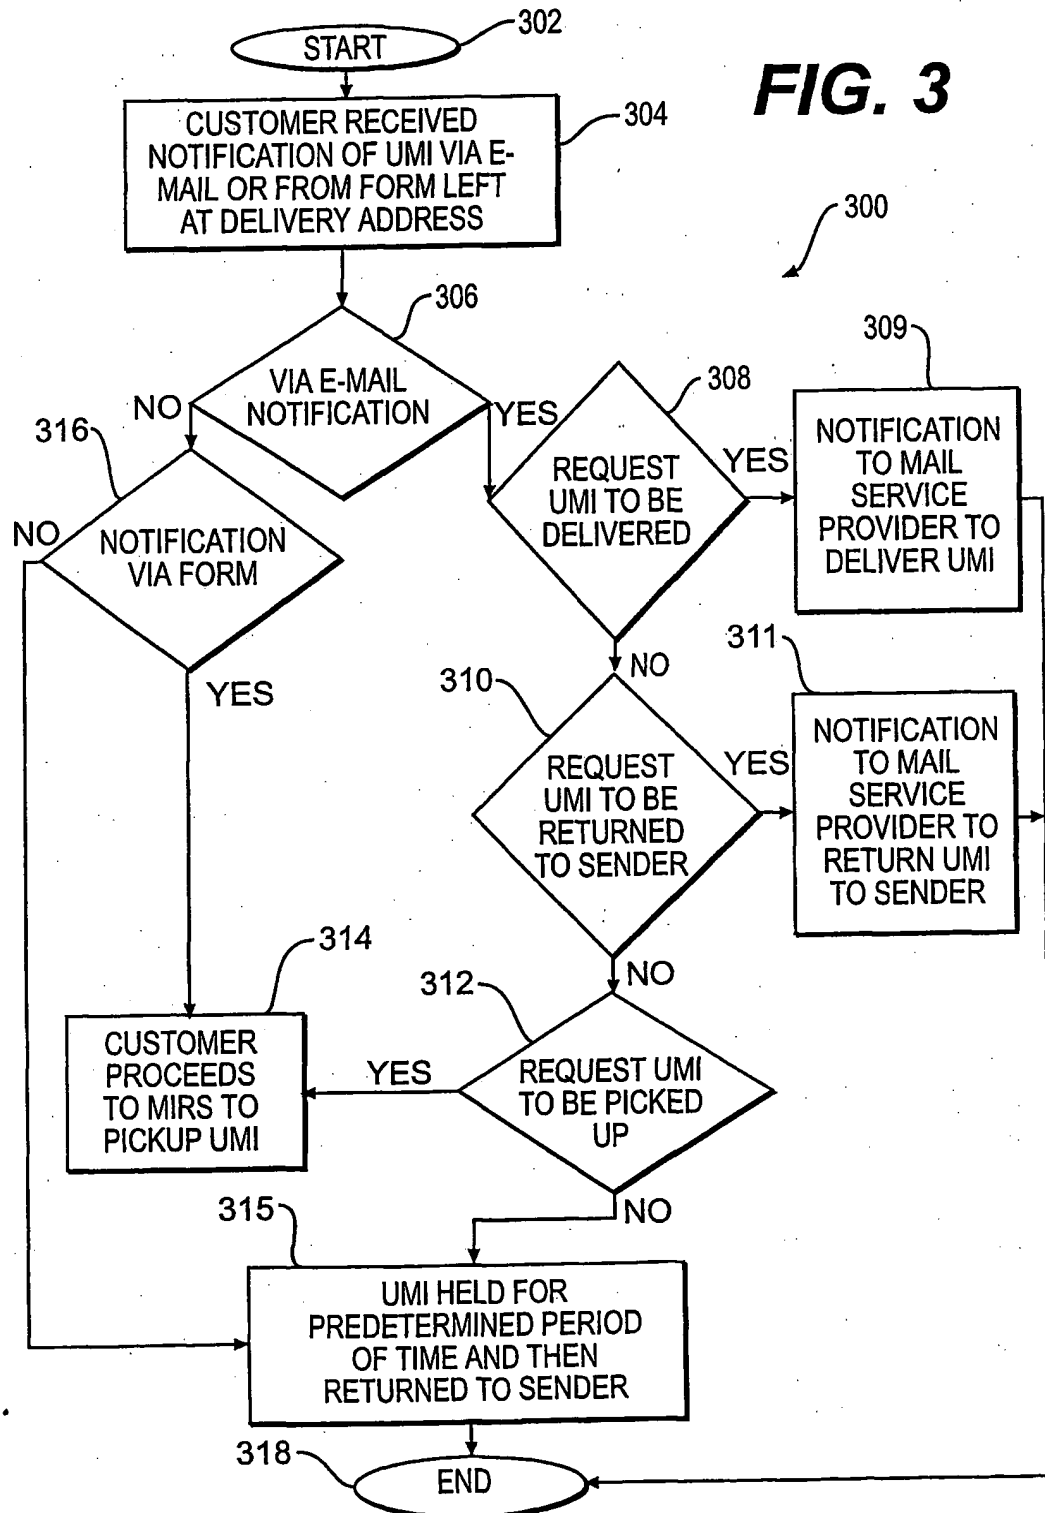 302
START
FIG. 3
CUSTOMER RECEIVED
NOTIFICATION OF UMI VIA E-
MAIL OR FROM FORM LEFT
AT DELIVERY ADDRESS
304
300
306
VIA E-MAIL
NOTIFICATION
NO
YES
308
309
316
REQUEST
UMI TO BE
DELIVERED
YES
NOTIFICATION
TO MAIL
SERVICE
PROVIDER TO
DELIVER UMI
NO
NOTIFICATION
VIA FORM
YES
NO
310
311
REQUEST
UMI TO BE
RETURNED
TO SENDER
YES
NOTIFICATION
TO MAIL
SERVICE
PROVIDER TO
RETURN UMI
TO SENDER
314
NO
312
CUSTOMER
PROCEEDS
TO MIRS TO
PICKUP UMI
YES
REQUEST UMI
TO BE PICKED
UP
315
NO
UMI HELD FOR
PREDETERMINED PERIOD
OF TIME AND THEN
RETURNED TO SENDER
318
END